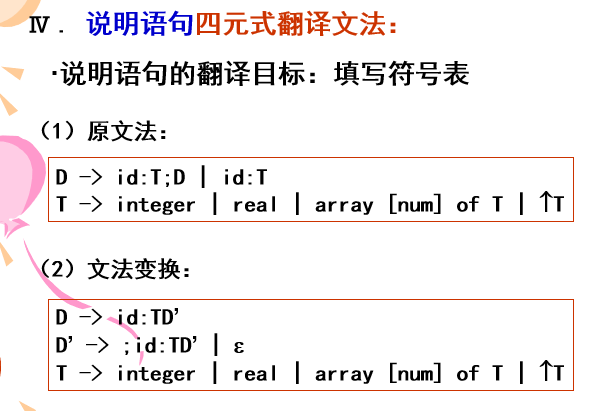 Ⅳ. 说明语句四元式翻译文法:
·说明语句的翻译目标: 填写符号表
(1) 原文法:
D -> id:T;D | id:T
T -> integer | real | array [num] of T | ↑T
(2) 文法变换:
D -> id:TD’
D’ -> ;id:TD’ | ε
T -> integer | real | array [num] of T | ↑T